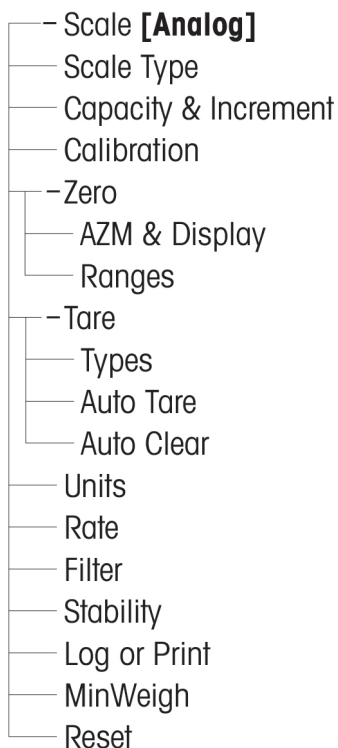 – Scale [Analog]
Scale Type
Capacity & Increment
Calibration
– Zero
AZM & Display
Ranges
– Tare
Types
Auto Tare
Auto Clear
Units
Rate
Filter
Stability
Log or Print
MinWeigh
Reset